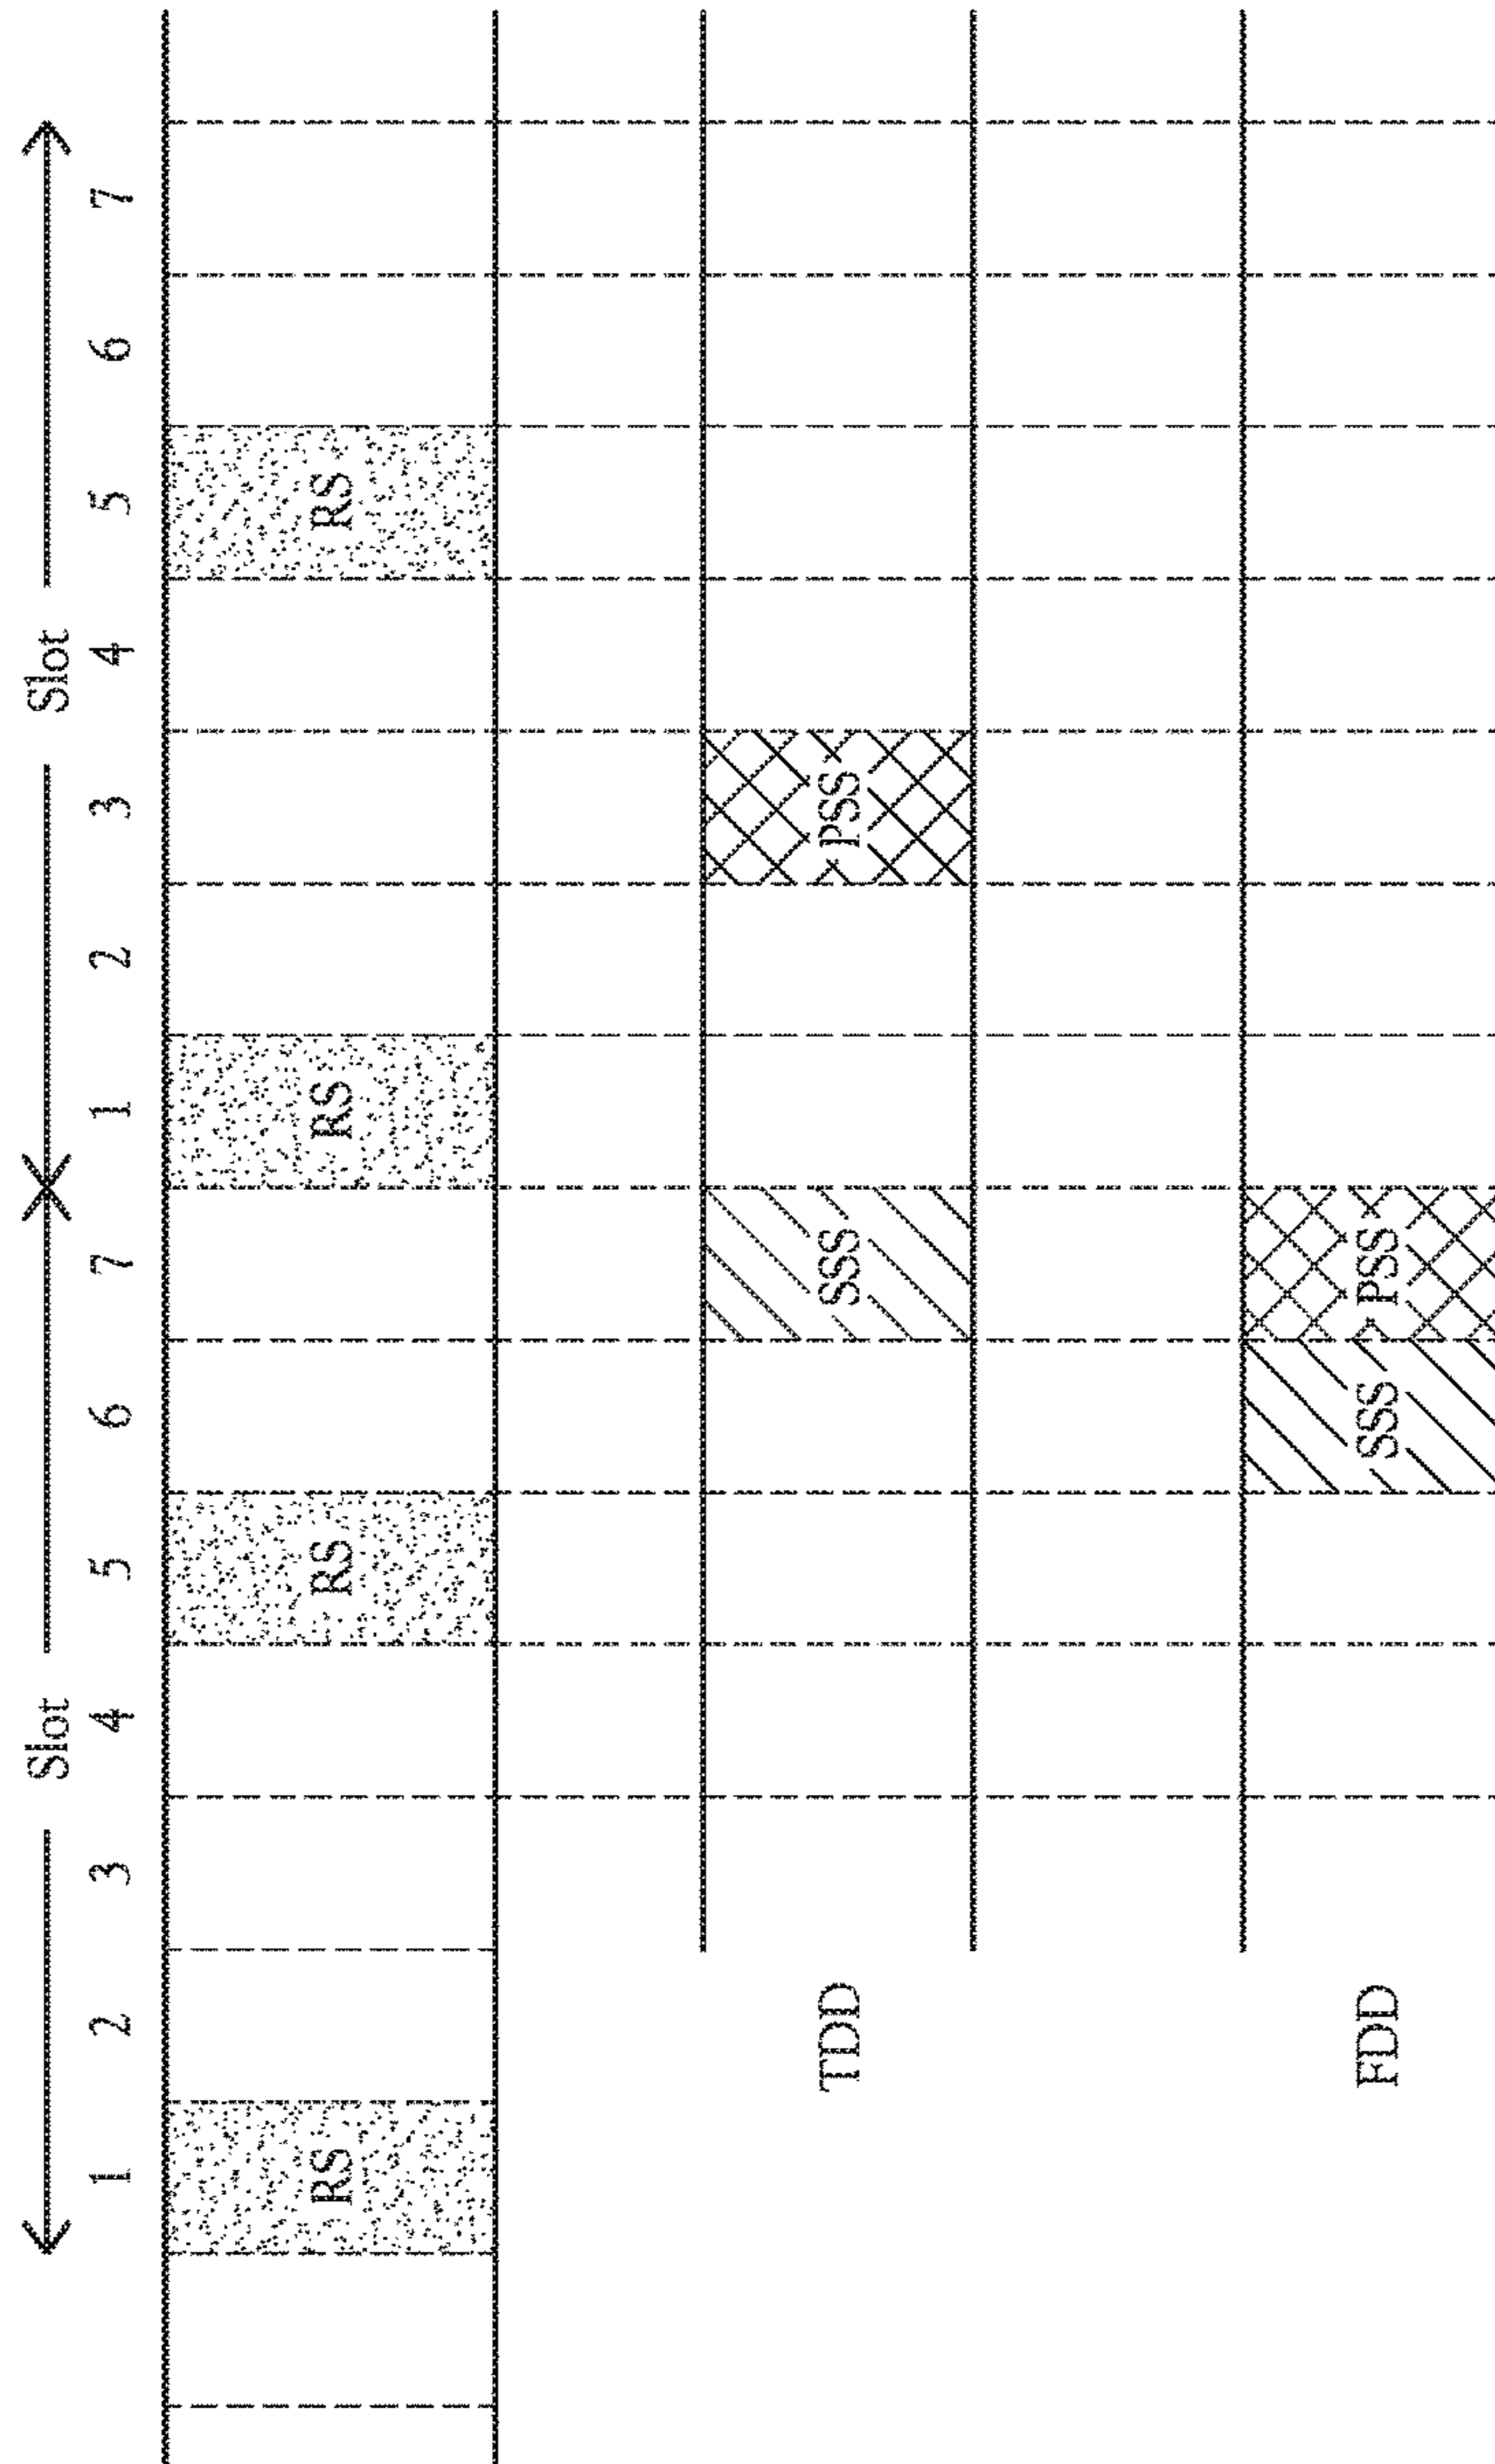 Slot Slot
1 2 3 4 5 6 7 1 2 3 4 5 6 7
RS RS RS RS
TDD SSS PSS
FDD SSS PSS